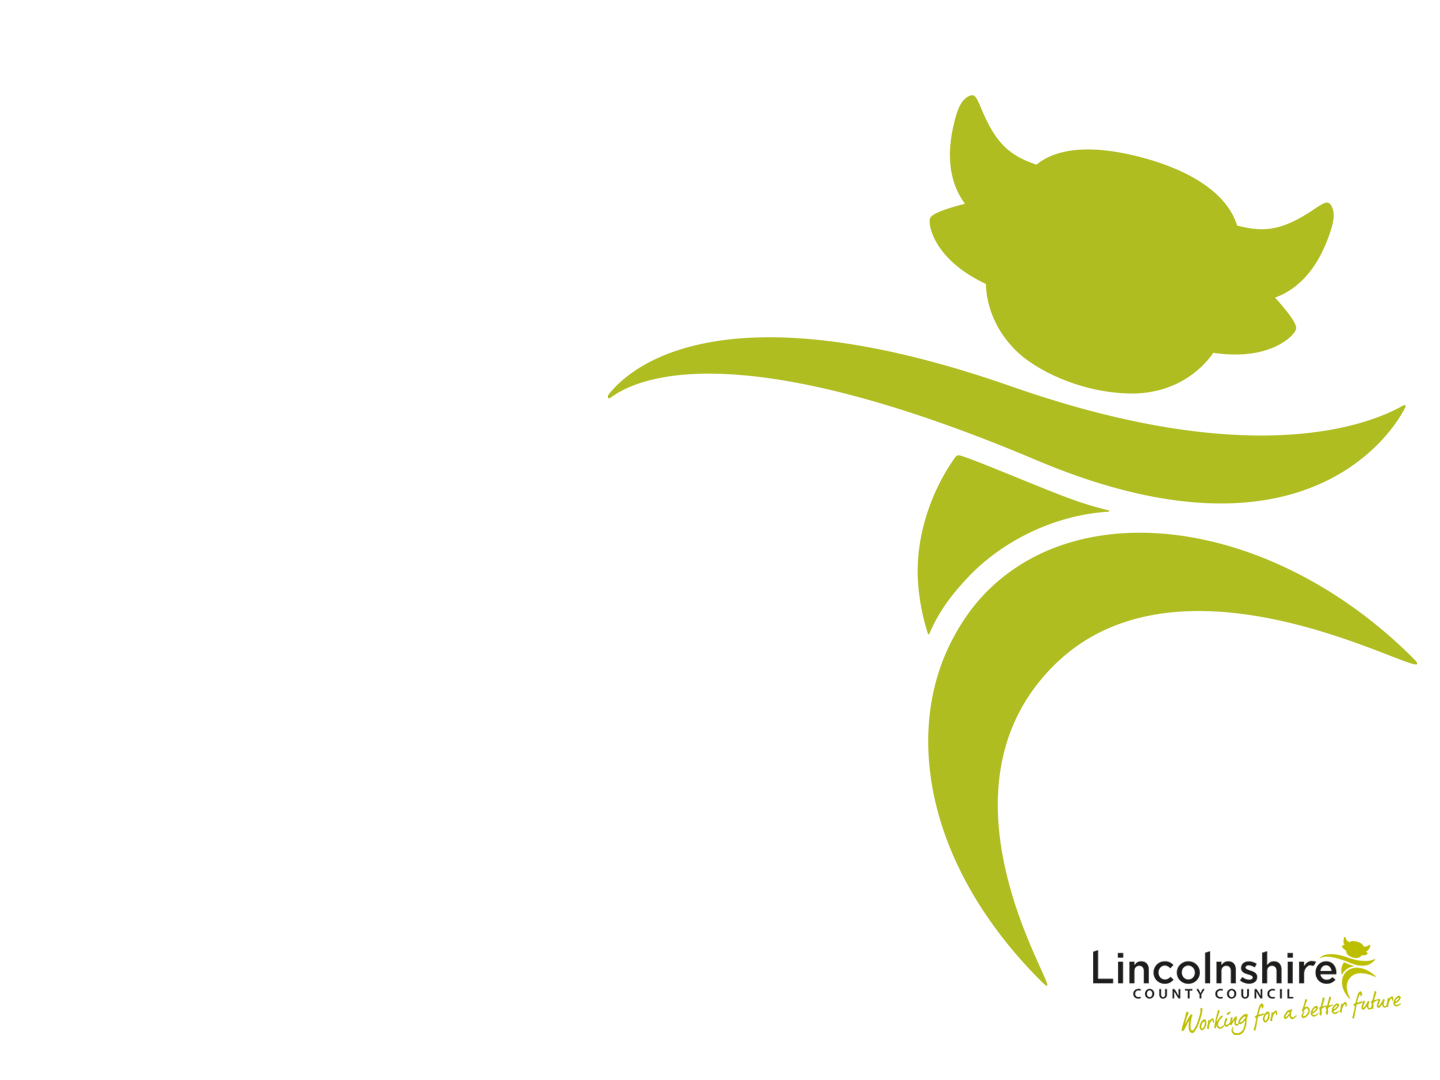 Lincolnshire
COUNTY COUNCIL
Working for a better future